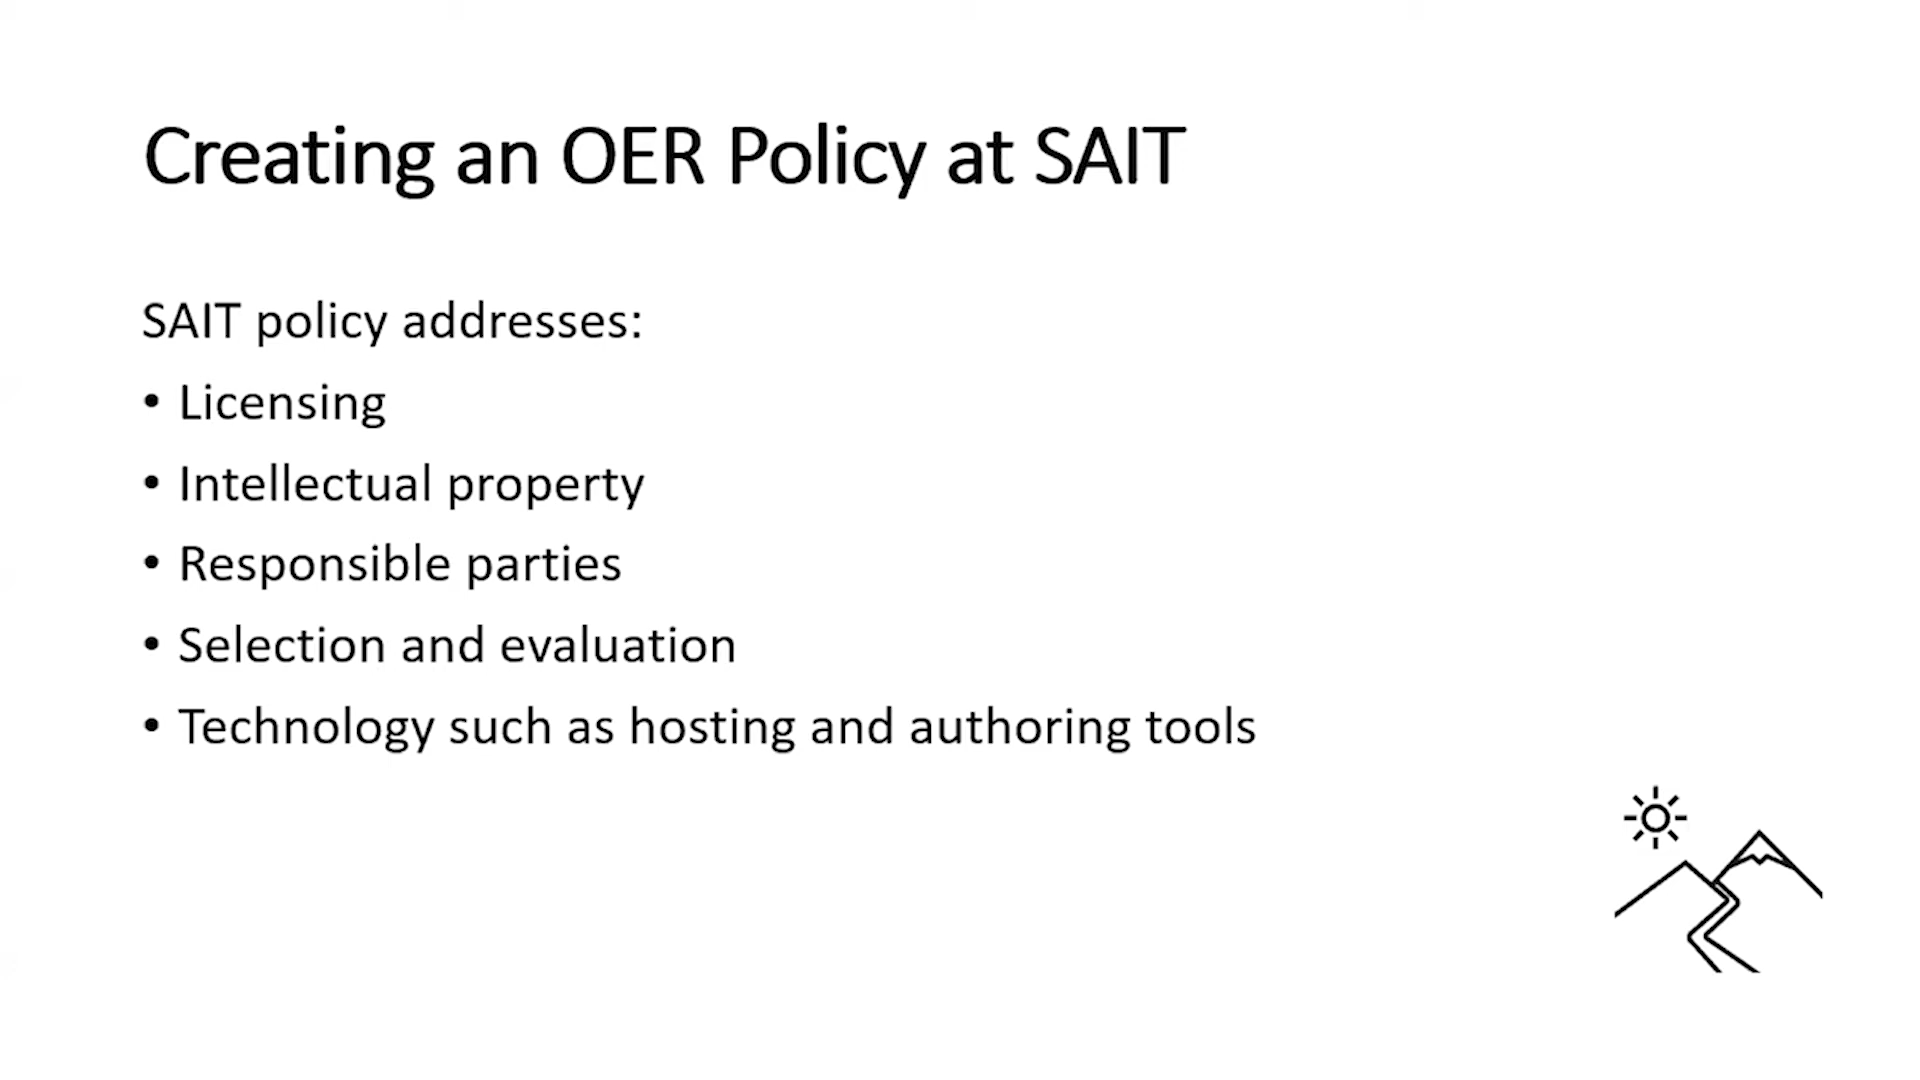 Creating an OER Policy at SAIT
SAIT policy addresses:
• Licensing
• Intellectual property
• Responsible parties
• Selection and evaluation
• Technology such as hosting and authoring tools